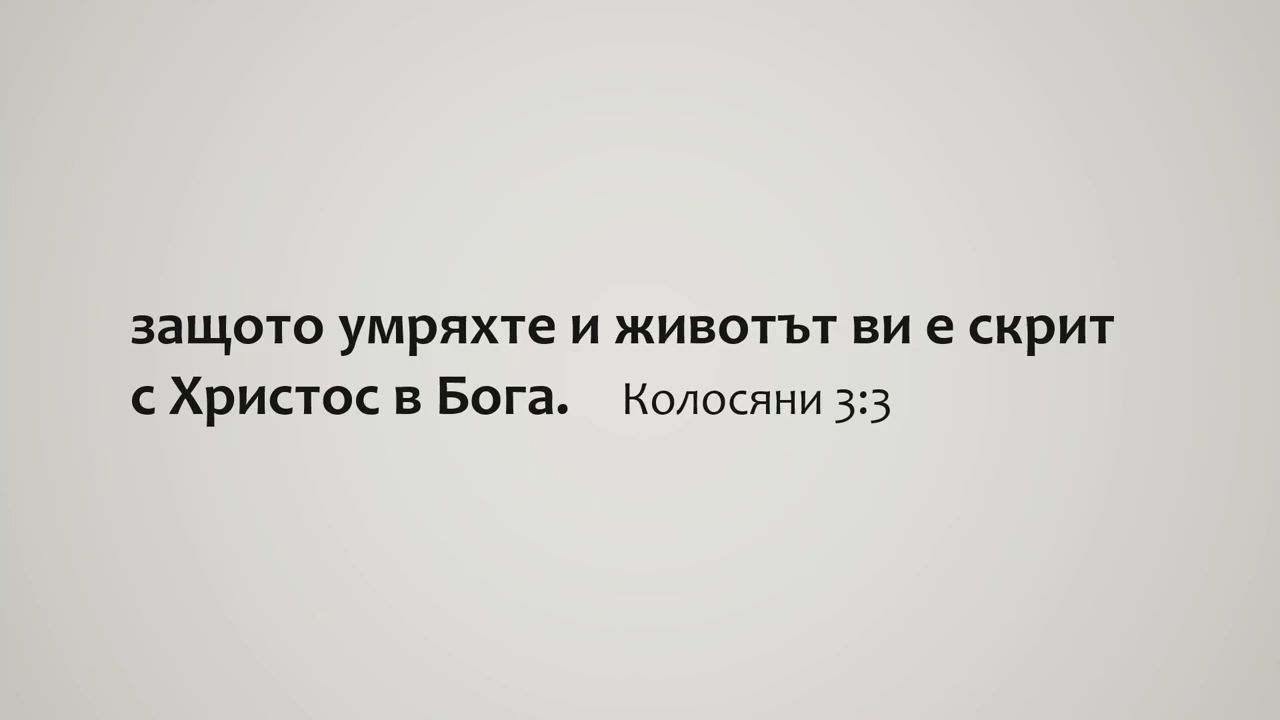 защото умряхте и животът ви е скрит
с Христос в Бога. Колосяни 3:3